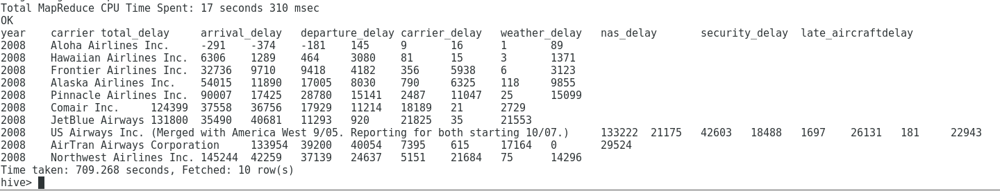 Total MapReduce CPU Time Spent: 17 seconds 310 msec
OK
year	carrier	total_delay	arrival_delay	departure_delay	carrier_delay	weather_delay	nas_delay	security_delay	late_aircraftdelay
2008	Aloha Airlines Inc.	-291	-374	-181	145	9	16	1	89
2008	Hawaiian Airlines Inc.	6306	1289	464	3080	81	15	3	1371
2008	Frontier Airlines Inc.	32736	9710	9418	4182	356	5938	6	3123
2008	Alaska Airlines Inc.	54015	11890	17005	8030	790	6325	118	9855
2008	Pinnacle Airlines Inc.	90007	17425	28780	15141	2487	11047	25	15099
2008	Comair Inc.	124399	37558	36756	17929	11214	18189	21	2729
2008	JetBlue Airways	131800	35490	40681	11293	920	21825	35	21553
2008	US Airways Inc. (Merged with America West 9/05. Reporting for both starting 10/07.)	133222	21175	42603	18488	1697	26131	181	22943
2008	AirTran Airways Corporation	133954	39200	40054	7395	615	17164	0	29524
2008	Northwest Airlines Inc.	145244	42259	37139	24637	5151	21684	75	14296
Time taken: 709.268 seconds, Fetched: 10 row(s)
hive>